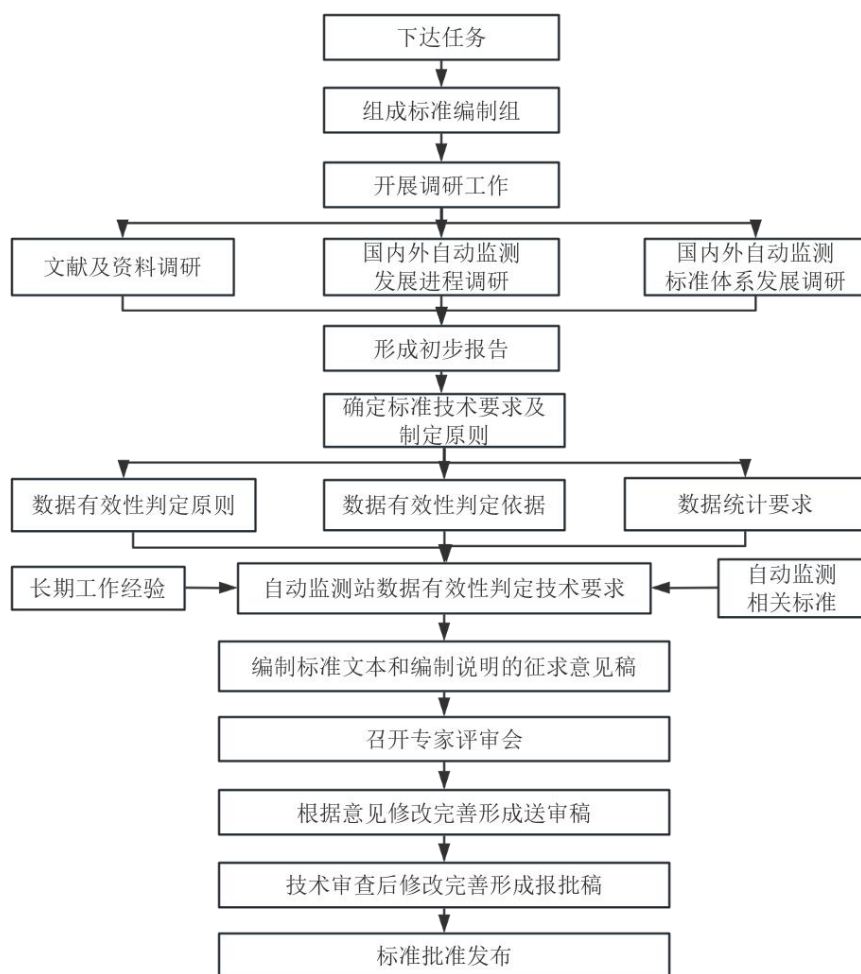 下达任务
组成标准编制组
开展调研工作
文献及资料调研
国内外自动监测
发展进程调研
国内外自动监测
标准体系发展调研
形成初步报告
确定标准技术要求及
制定原则
数据有效性判定原则
数据有效性判定依据
数据统计要求
长期工作经验
自动监测站数据有效性判定技术要求
自动监测
相关标准
编制标准文本和编制说明的征求意见稿
召开专家评审会
根据意见修改完善形成送审稿
技术审查后修改完善形成报批稿
标准批准发布